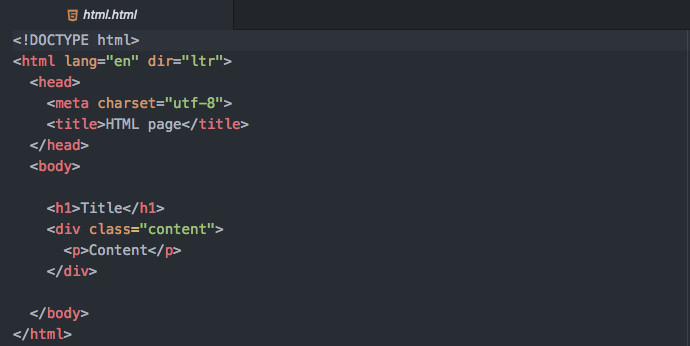 html.html
<!DOCTYPE html>
<html lang="en" dir="ltr">
<head>
<meta charset="utf-8">
<title>HTML page</title>
</head>
<body>
<h1>Title</h1>
<div class="content">
<p>Content</p>
</div>
</body>
</html>